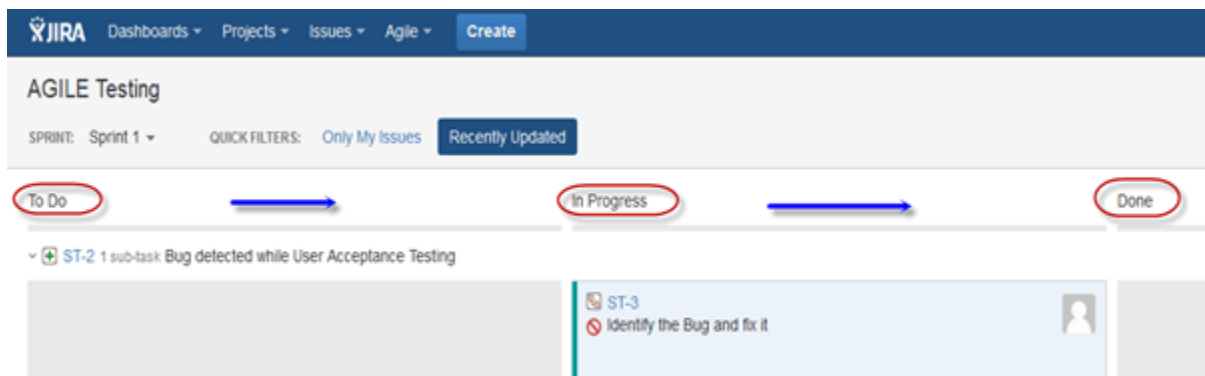 JIRA Dashboards Projects Issues Agile Create
AGILE Testing
SPRINT: Sprint 1 QUICK FILTERS: Only My Issues Recently Updated
To Do In Progress Done
ST-2 1 sub-task Bug detected while User Acceptance Testing
ST-3
Identify the Bug and fix it